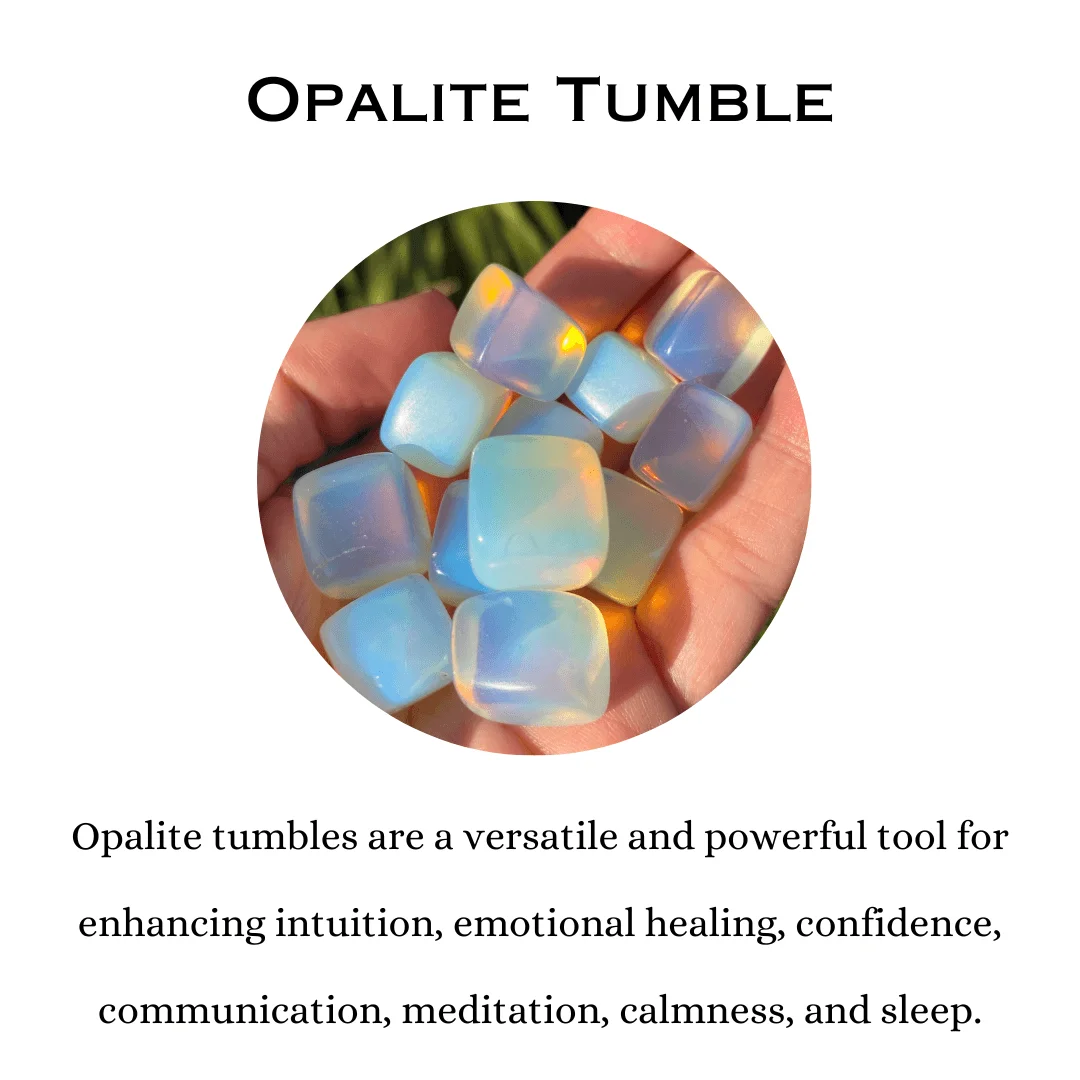 Opalite Tumble
Opalite tumbles are a versatile and powerful tool for
enhancing intuition, emotional healing, confidence,
communication, meditation, calmness, and sleep.